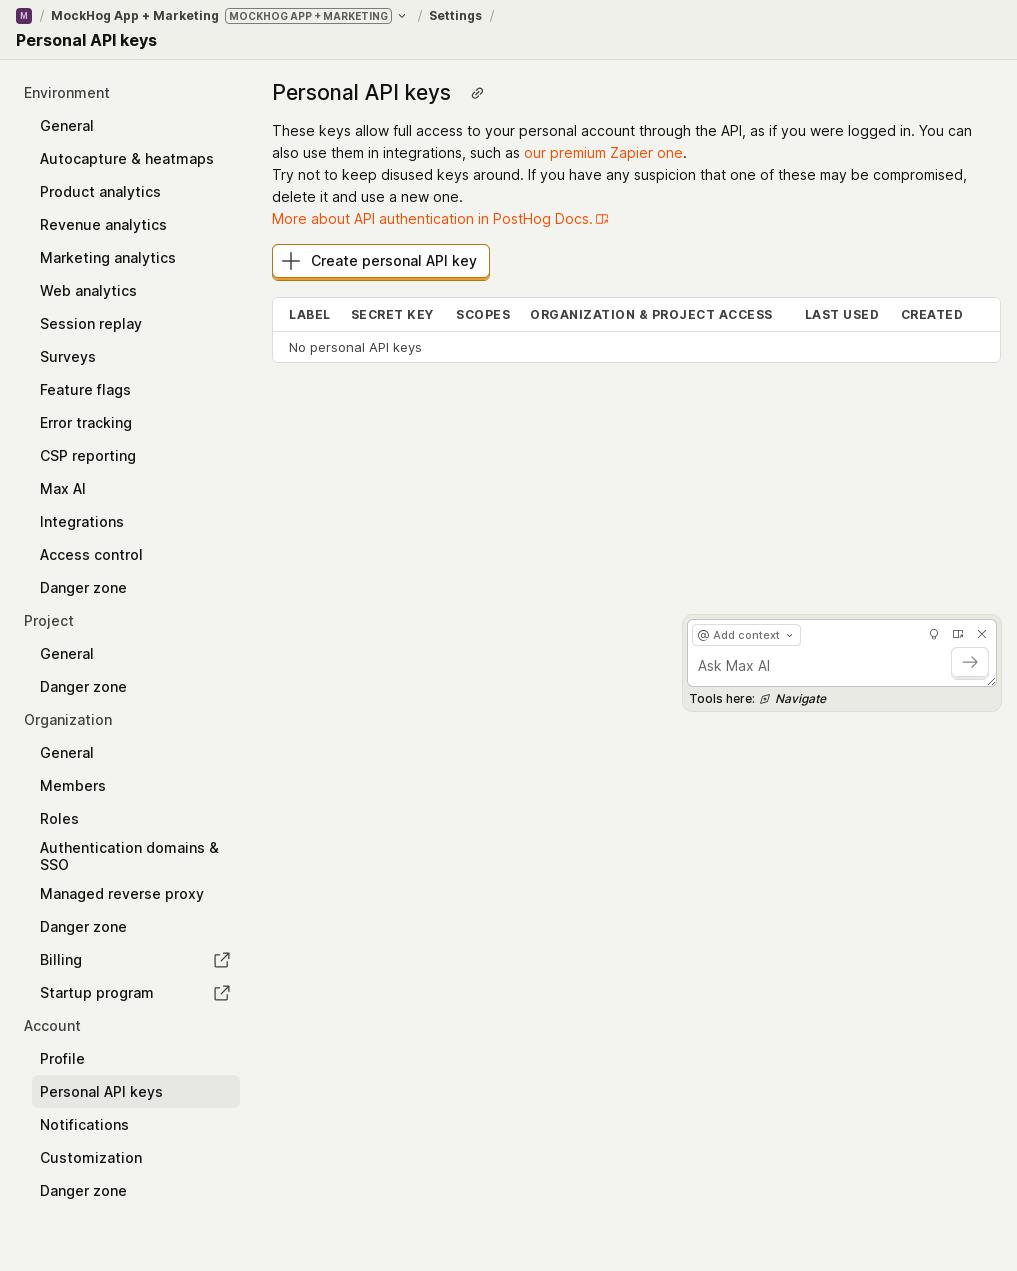 M / MockHog App + Marketing MOCKHOG APP + MARKETING / Settings /
Personal API keys
Environment
General
Autocapture & heatmaps
Product analytics
Revenue analytics
Marketing analytics
Web analytics
Session replay
Surveys
Feature flags
Error tracking
CSP reporting
Max AI
Integrations
Access control
Danger zone
Project
General
Danger zone
Organization
General
Members
Roles
Authentication domains &
SSO
Managed reverse proxy
Danger zone
Billing
Startup program
Account
Profile
Personal API keys
Notifications
Customization
Danger zone
Personal API keys
These keys allow full access to your personal account through the API, as if you were logged in. You can
also use them in integrations, such as our premium Zapier one.
Try not to keep disused keys around. If you have any suspicion that one of these may be compromised,
delete it and use a new one.
More about API authentication in PostHog Docs.
Create personal API key
LABEL SECRET KEY SCOPES ORGANIZATION & PROJECT ACCESS LAST USED CREATED
No personal API keys
@ Add context
Ask Max AI
Tools here: Navigate